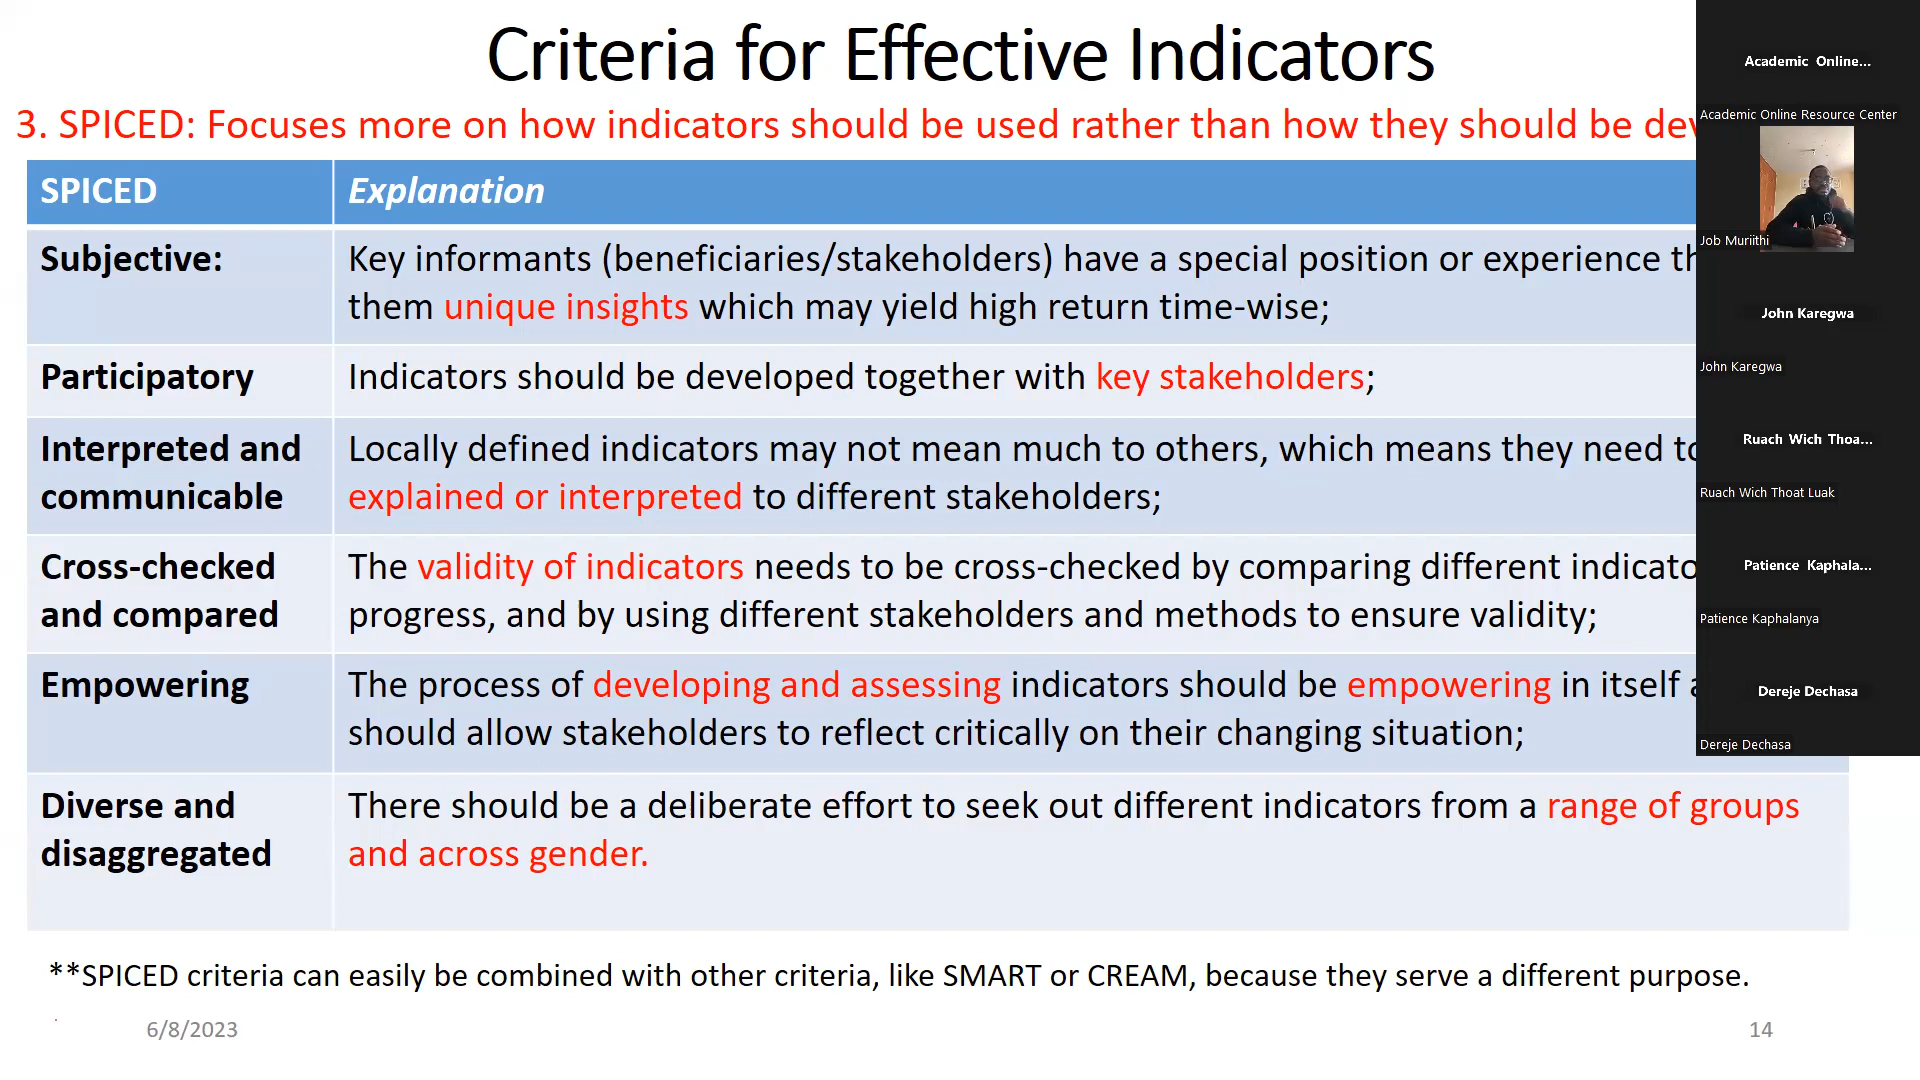 Criteria for Effective Indicators
3. SPICED: Focuses more on how indicators should be used rather than how they should be
SPICED
Explanation
Subjective:
Key informants (beneficiaries/stakeholders) have a special position or experience
them unique insights which may yield high return time-wise;
Participatory
Indicators should be developed together with key stakeholders;
Interpreted and
communicable
Locally defined indicators may not mean much to others, which means they need to
explained or interpreted to different stakeholders;
Cross-checked
and compared
The validity of indicators needs to be cross-checked by comparing different
progress, and by using different stakeholders and methods to ensure validity;
Empowering
The process of developing and assessing indicators should be empowering in itself
should allow stakeholders to reflect critically on their changing situation;
Diverse and
disaggregated
There should be a deliberate effort to seek out different indicators from a range of groups
and across gender.
**SPICED criteria can easily be combined with other criteria, like SMART or CREAM, because they serve a different purpose.
6/8/2023
14
Academic Online...
Academic Online Resource Center
Job Muriithi
John Karegwa
John Karegwa
Ruach Wich Thoa...
Ruach Wich Thoat Luak
Patience Kaphala...
Patience Kaphalanya
Dereje Dechasa
Dereje Dechasa